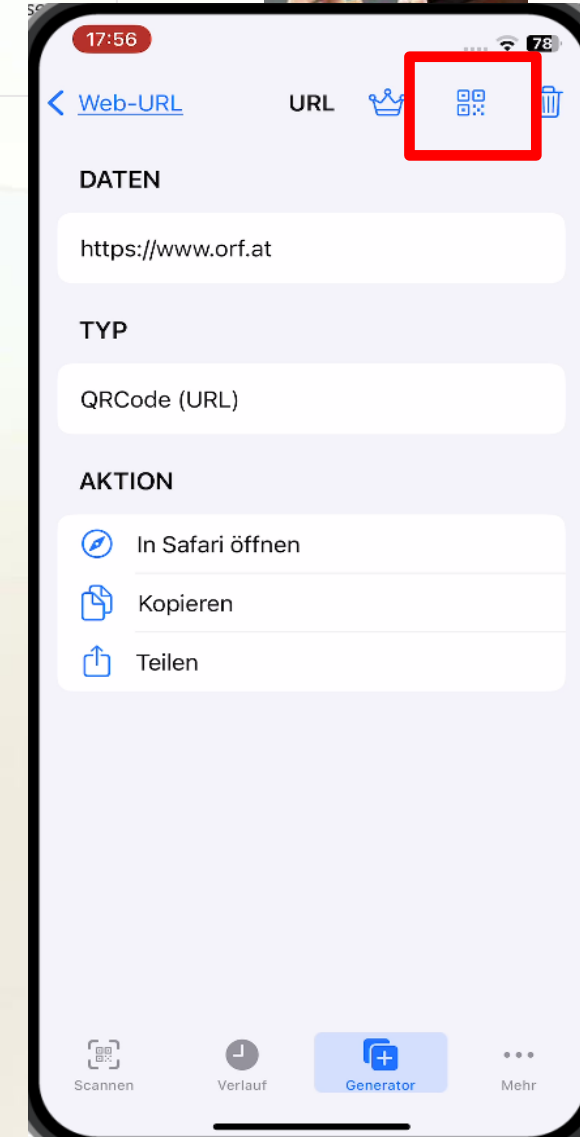 17:56
78
Web-URL
URL
DATEN
https://www.orf.at
TYP
QRCode (URL)
AKTION
In Safari öffnen
Kopieren
Teilen
Scannen
Verlauf
Generator
Mehr